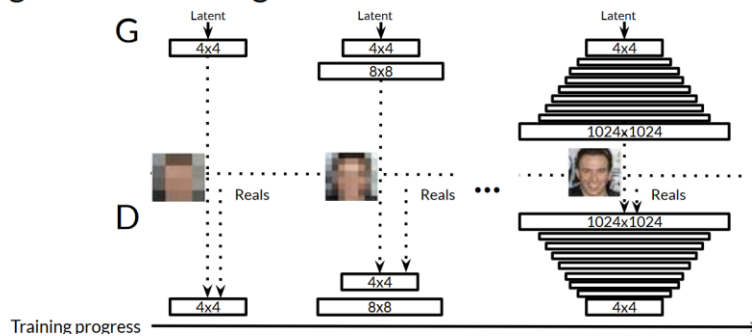 Latent Latent Latent
G 4x4 4x4 4x4
8x8
1024x1024
Reals Reals ... Reals
D 1024x1024
4x4
4x4 8x8 4x4
Training progress